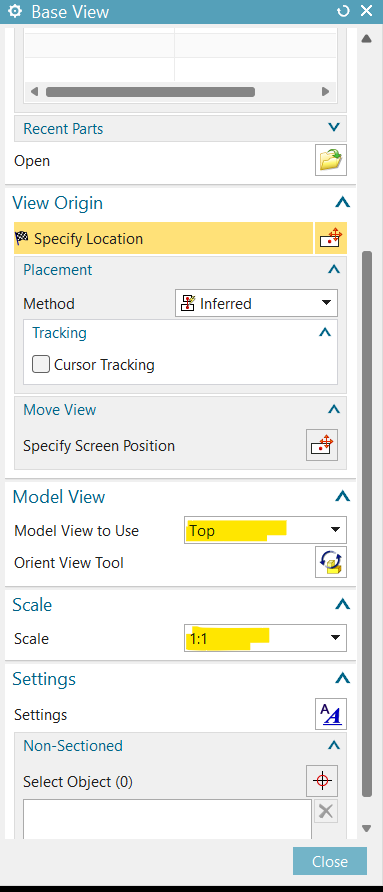 Base View
Recent Parts
Open
View Origin
Specify Location
Placement
Method Inferred
Tracking
Cursor Tracking
Move View
Specify Screen Position
Model View
Model View to Use Top
Orient View Tool
Scale
Scale 1:1
Settings
Settings
Non-Sectioned
Select Object (0)
Close